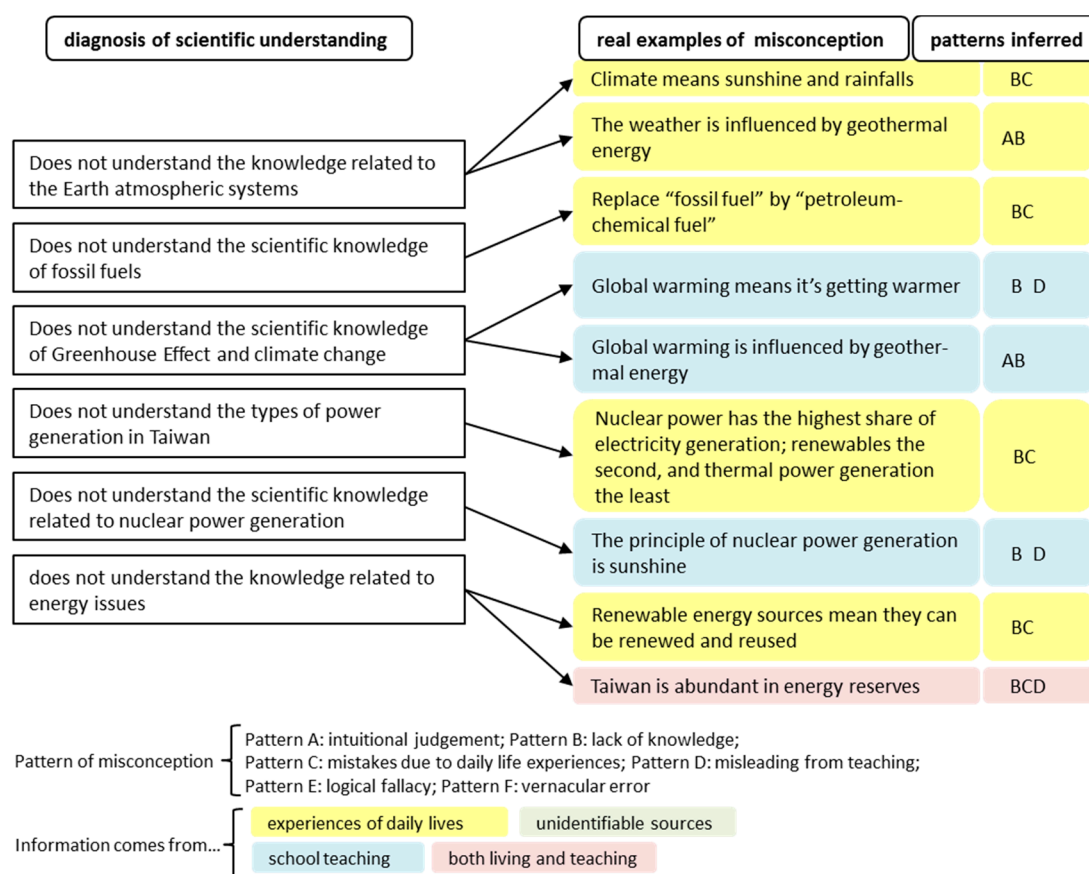 diagnosis of scientific understanding
real examples of misconception
patterns inferred
Does not understand the knowledge related to
the Earth atmospheric systems
Does not understand the scientific knowledge
of fossil fuels
Does not understand the scientific knowledge
of Greenhouse Effect and climate change
Does not understand the types of power
generation in Taiwan
Does not understand the scientific knowledge
related to nuclear power generation
does not understand the knowledge related to
energy issues
Climate means sunshine and rainfalls
BC
The weather is influenced by geothermal
energy
AB
Replace “fossil fuel” by “petroleum-
chemical fuel”
BC
Global warming means it’s getting warmer
B D
Global warming is influenced by geother-
mal energy
AB
Nuclear power has the highest share of
electricity generation; renewables the
second, and thermal power generation
the least
BC
The principle of nuclear power generation
is sunshine
B D
Renewable energy sources mean they can
be renewed and reused
BC
Taiwan is abundant in energy reserves
BCD
Pattern of misconception
Pattern A: intuitional judgement; Pattern B: lack of knowledge;
Pattern C: mistakes due to daily life experiences; Pattern D: misleading from teaching;
Pattern E: logical fallacy; Pattern F: vernacular error
Information comes from...
experiences of daily lives
unidentifiable sources
school teaching
both living and teaching